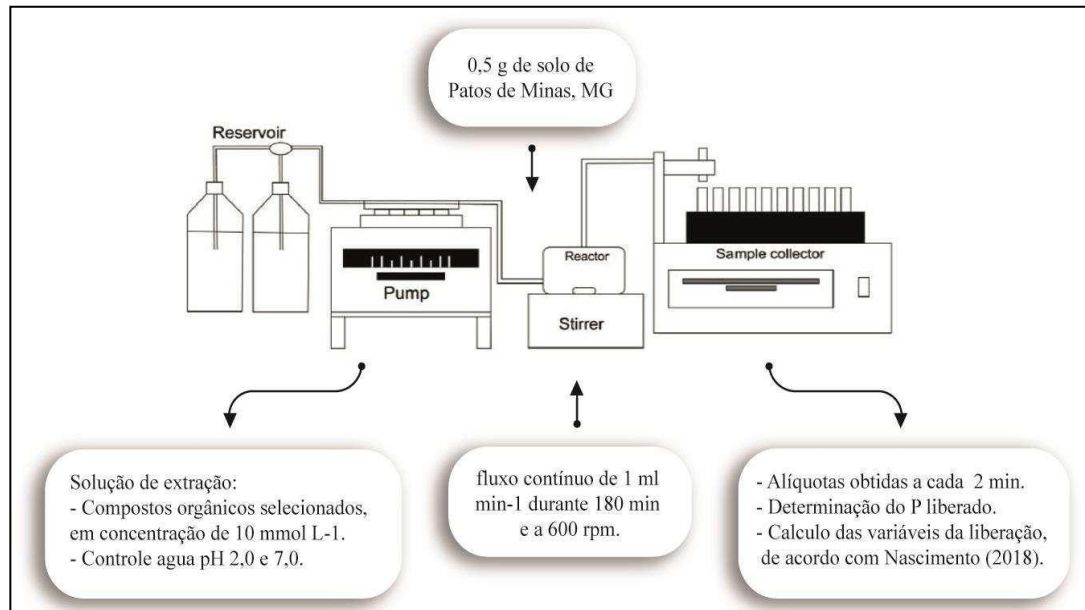 0,5 g de solo de
Patos de Minas, MG
Reservoir
Pump
Reactor
Stirrer
Sample collector
Solução de extração:
- Compostos orgânicos selecionados,
em concentração de 10 mmol L-1.
- Controle agua pH 2,0 e 7,0.
fluxo contínuo de 1 ml
min-1 durante 180 min
e a 600 rpm.
- Alíquotas obtidas a cada 2 min.
- Determinação do P liberado.
- Calculo das variáveis da liberação,
de acordo com Nascimento (2018).